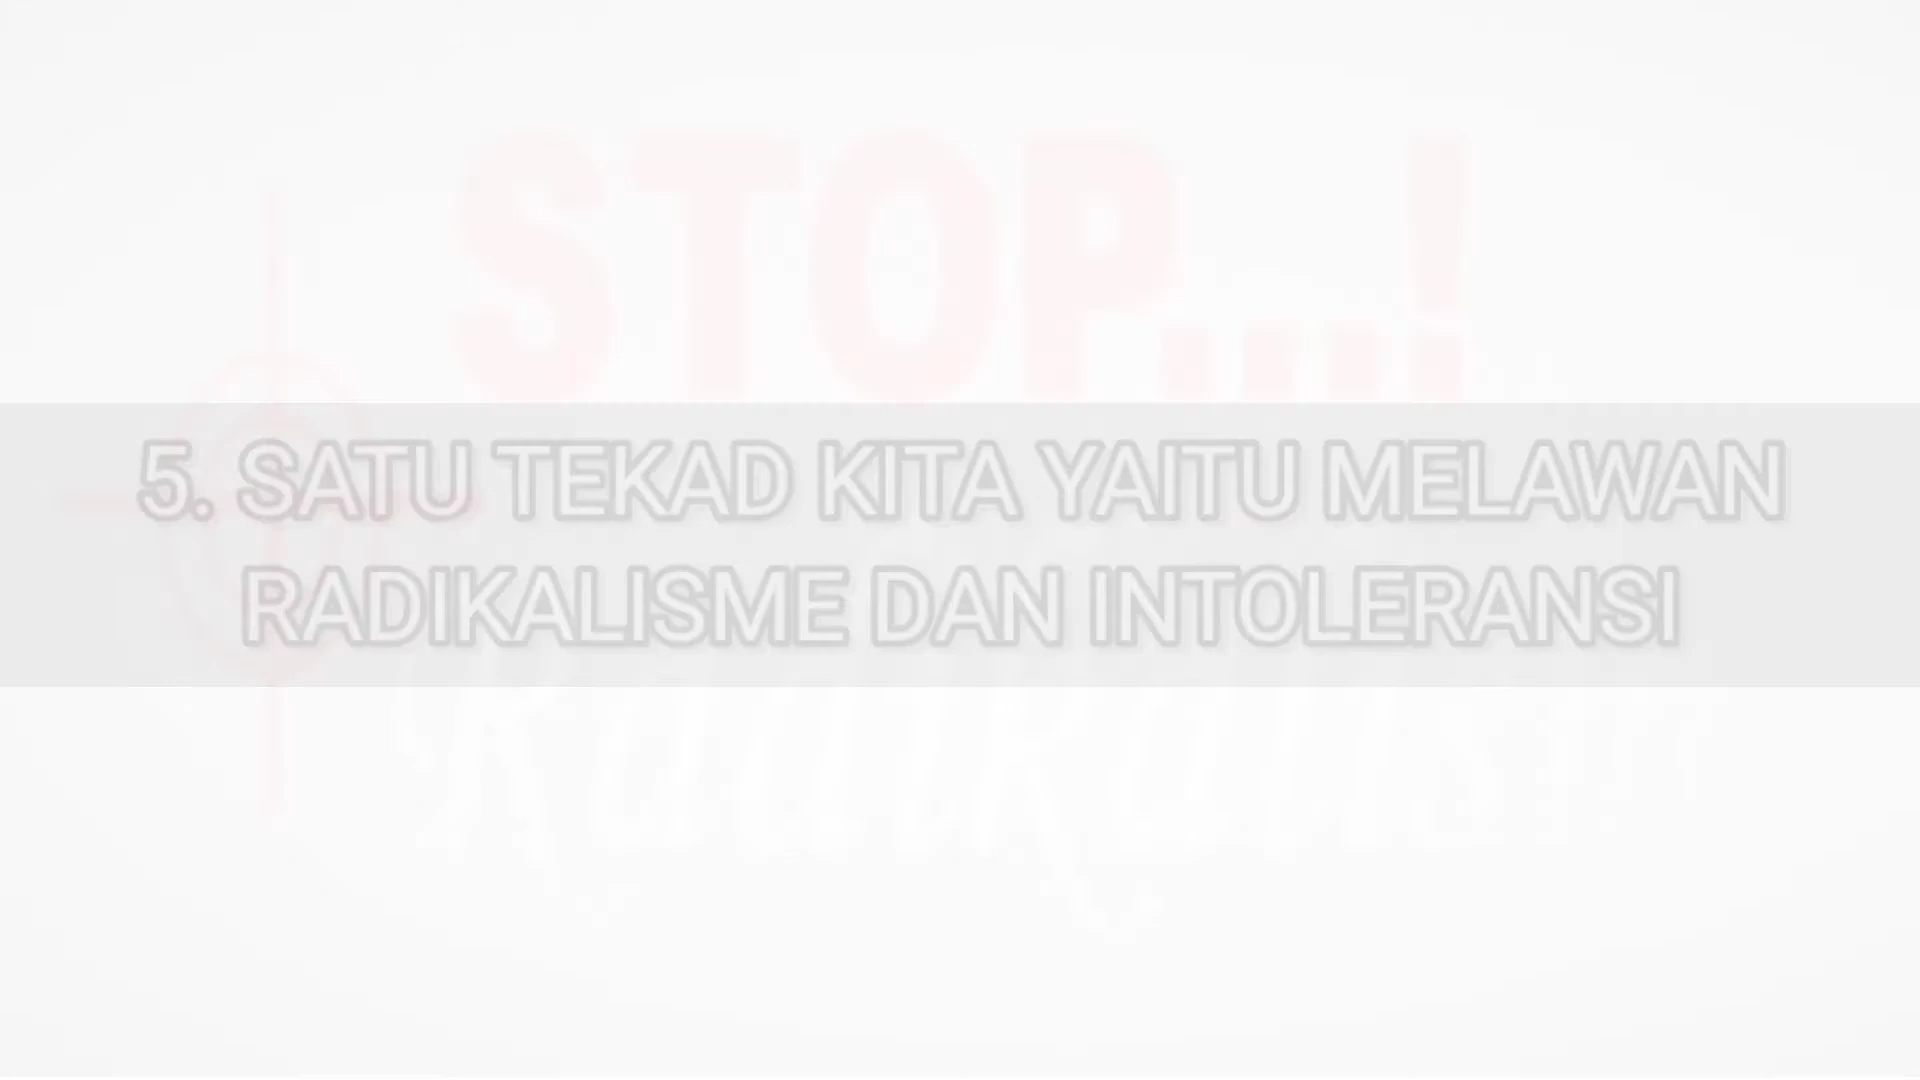 STOP...!
5. SATU TEKAD KITA YAITU MELAWAN
RADIKALISME DAN INTOLERANSI